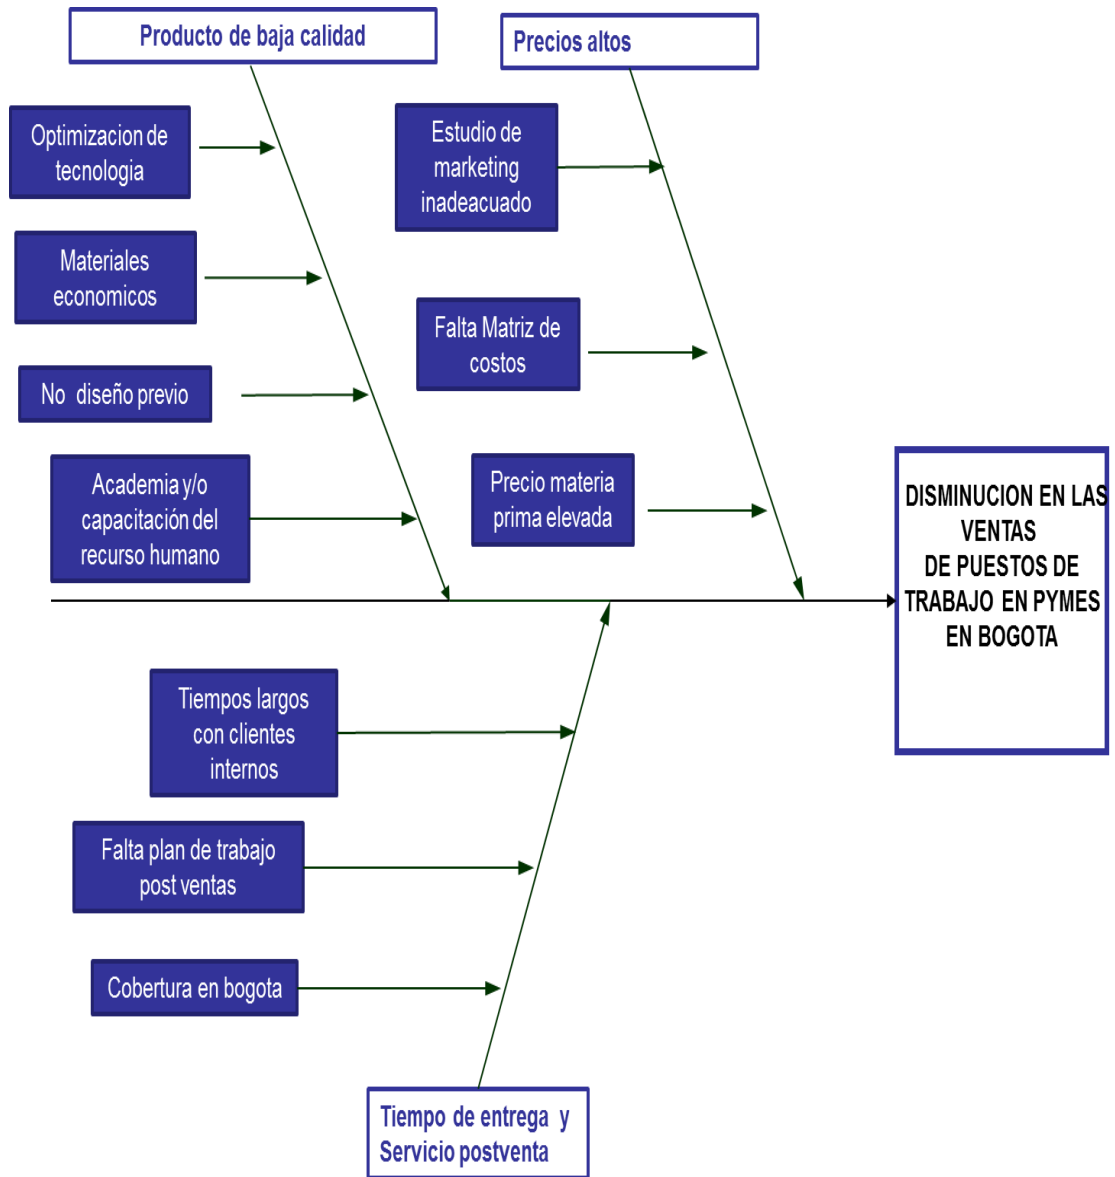 Producto de baja calidad
Precios altos
Optimizacion de
tecnologia
Estudio de
marketing
inadeacuado
Materiales
economicos
Falta Matriz de
costos
No diseño previo
Academia y/o
capacitación del
recurso humano
Precio materia
prima elevada
DISMINUCION EN LAS
VENTAS
DE PUESTOS DE
TRABAJO EN PYMES
EN BOGOTA
Tiempos largos
con clientes
internos
Falta plan de trabajo
post ventas
Cobertura en bogota
Tiempo de entrega y
Servicio postventa